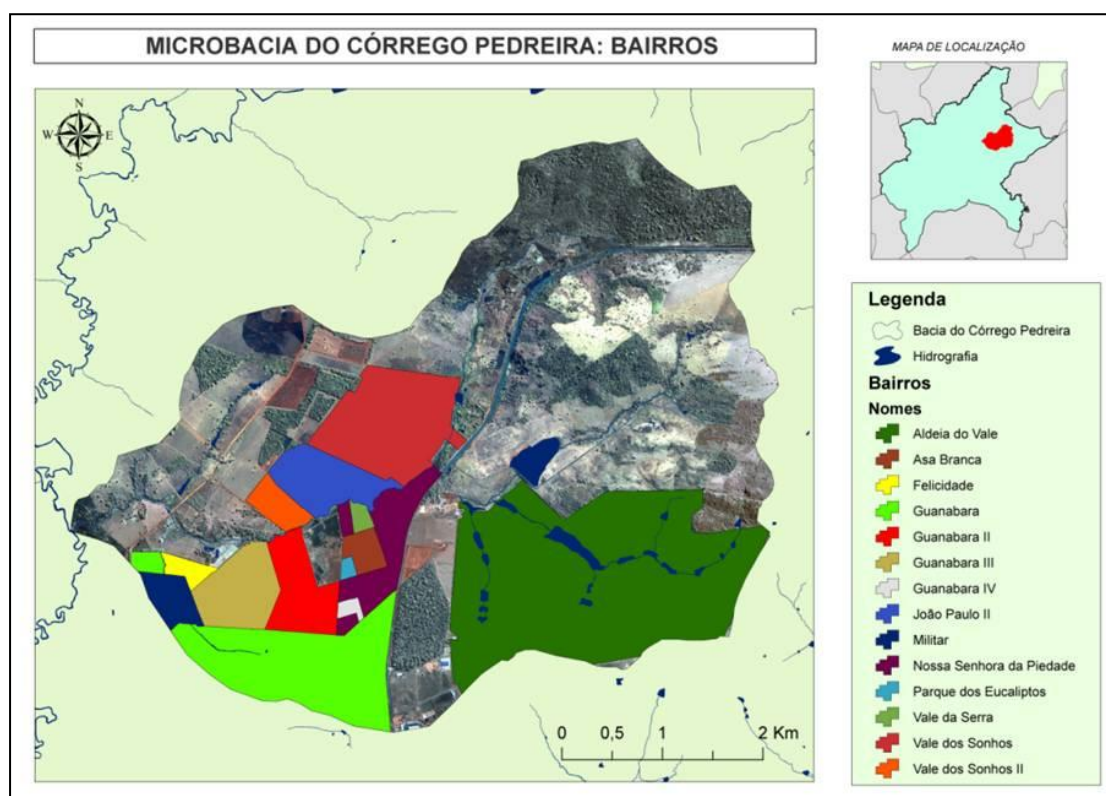 MICROBACIA DO CÓRREGO PEDREIRA: BAIRROS
MAPA DE LOCALIZAÇÃO
N
W E
S
0 0,5 1 2 Km
Legenda
Bacia do Córrego Pedreira
Hidrografia
Bairros
Nomes
Aldeia do Vale
Asa Branca
Felicidade
Guanabara
Guanabara II
Guanabara III
Guanabara IV
João Paulo II
Militar
Nossa Senhora da Piedade
Parque dos Eucaliptos
Vale da Serra
Vale dos Sonhos
Vale dos Sonhos II